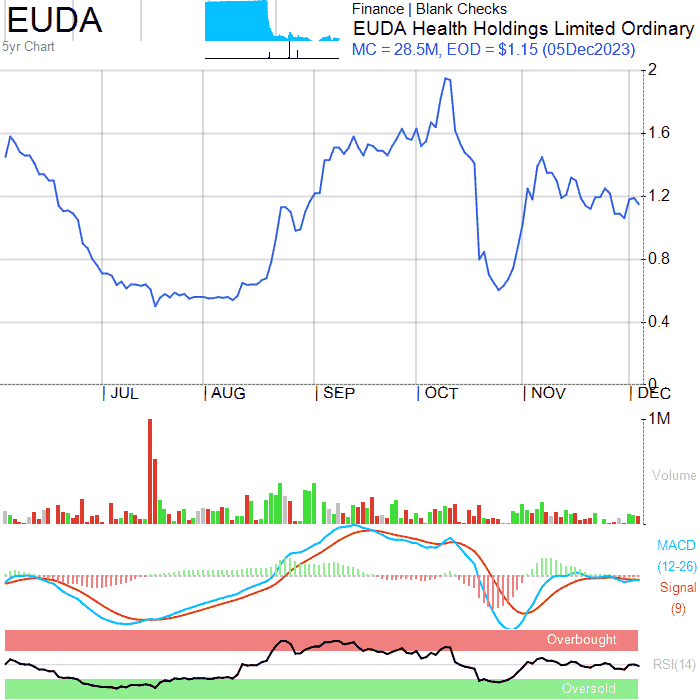 EUDA
5yr Chart
Finance | Blank Checks
EUDA Health Holdings Limited Ordinary
MC = 28.5M, EOD = $1.15 (05Dec2023)
2
1.6
1.2
0.8
0.4
0
JUL AUG SEP OCT NOV DEC
1M
Volume
MACD
(12-26)
Signal
(9)
Overbought
RSI(14)
Oversold